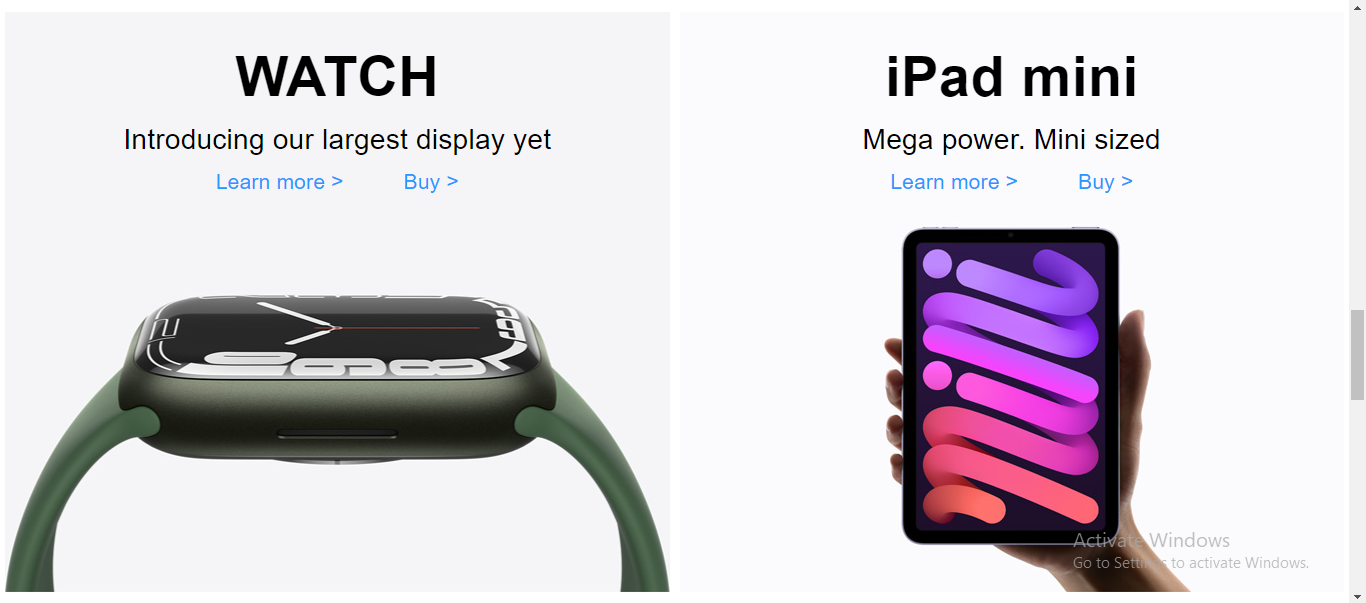 WATCH
Introducing our largest display yet
Learn more > Buy >
iPad mini
Mega power. Mini sized
Learn more > Buy >
Activate Windows
Go to Settings to activate Windows.